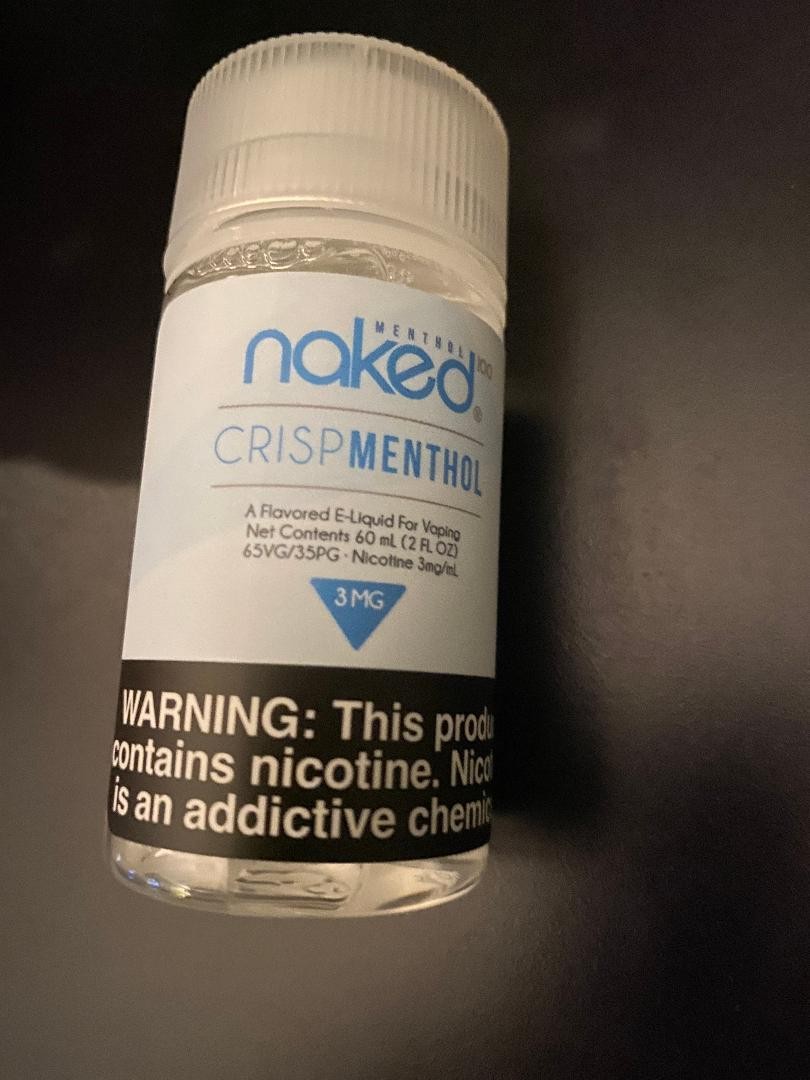 MENTHOL
naked 100®
CRISPMENTHOL
A Flavored E-Liquid For Vaping
Net Contents 60 mL (2 FL OZ)
65VG/35PG · Nicotine 3mg/mL
3 MG
WARNING: This produ
contains nicotine. Nico
is an addictive chemic